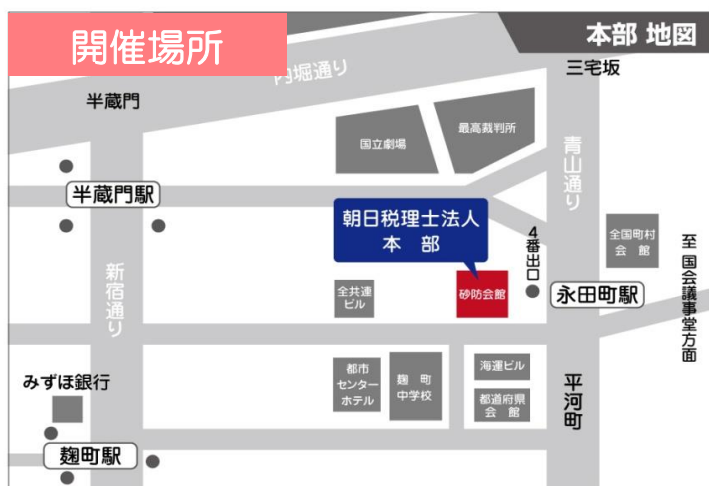 開催場所
本部 地図
内堀通り
三宅坂
半蔵門
国立劇場
最高裁判所
青山通り
半蔵門駅
朝日税理士法人
本 部
4番出口
全国町村
会 館
至 国会議事堂方面
新宿通り
全共連
ビル
砂防会館
永田町駅
みずほ銀行
都市
センター
ホテル
麹 町
中学校
海運ビル
都道府県
会 館
平河町
麹町駅